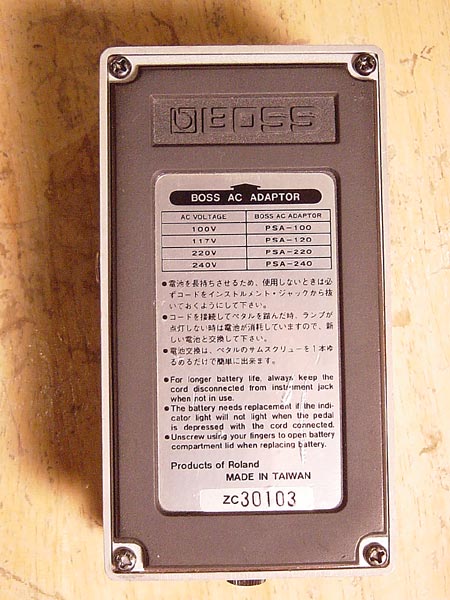 BOSS
BOSS AC ADAPTOR
AC VOLTAGE BOSS AC ADAPTOR
100V PSA-100
117V PSA-120
220V PSA-220
240V PSA-240
●電池を長持ちさせるため、使用しないときは必
ずコードをインストルメント・ジャックから抜
いておくようにして下さい。
●コードを接続してペダルを踏んだ時、ランプが
点灯しない時は電池が消耗していますので、新
しい電池と交換して下さい。
●電池交換は、ペダルのサムスクリューを1本ゆ
るめるだけで簡単に出来ます。
●For longer battery life, always keep the
cord disconnected from instrument jack
when not in use.
●The battery needs replacement if the indi-
cator light will not light when the pedal
is depressed with the cord connected.
●Unscrew using your fingers to open battery
compartment lid when replacing battery.
Products of Roland
MADE IN TAIWAN
ZC30103